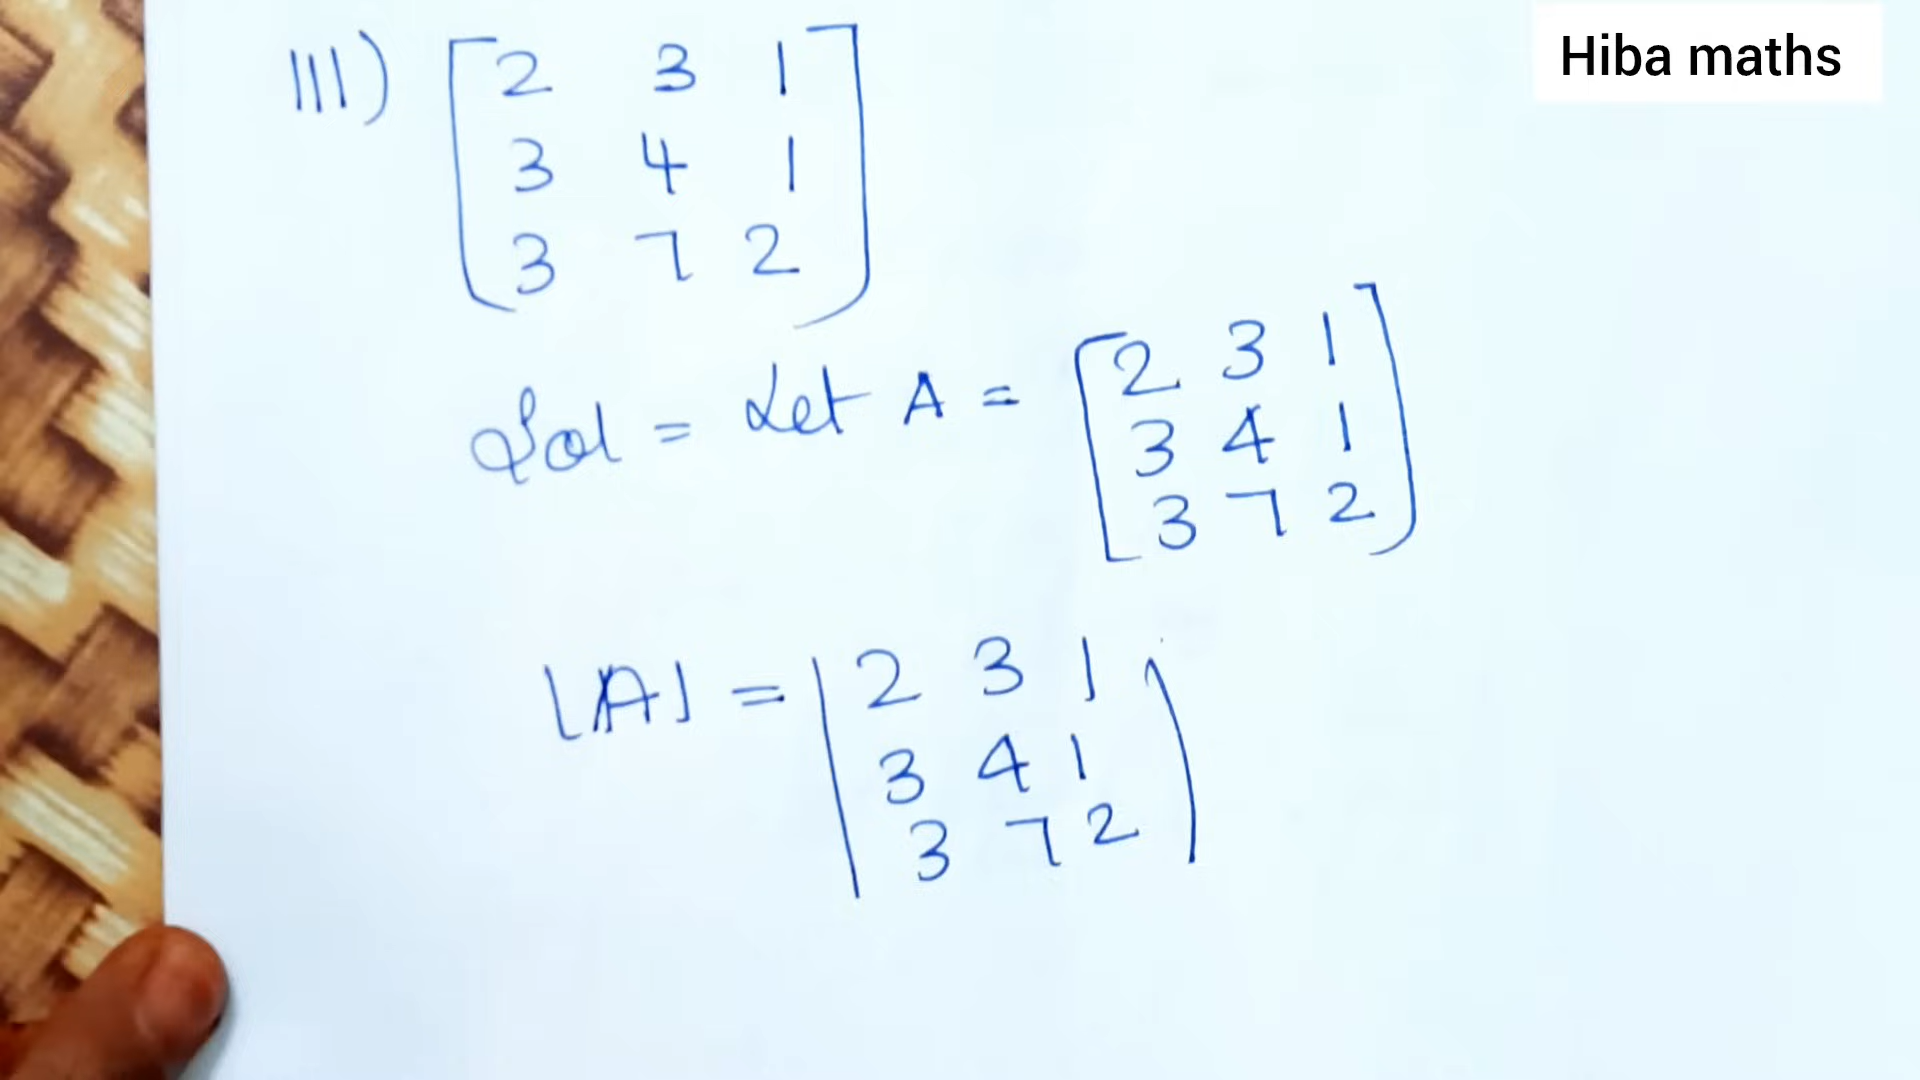 Hiba maths
III) [2 3 1
3 4 1
3 7 2]
Sol = Let A = [2 3 1
3 4 1
3 7 2]
|A| = |2 3 1
3 4 1
3 7 2|